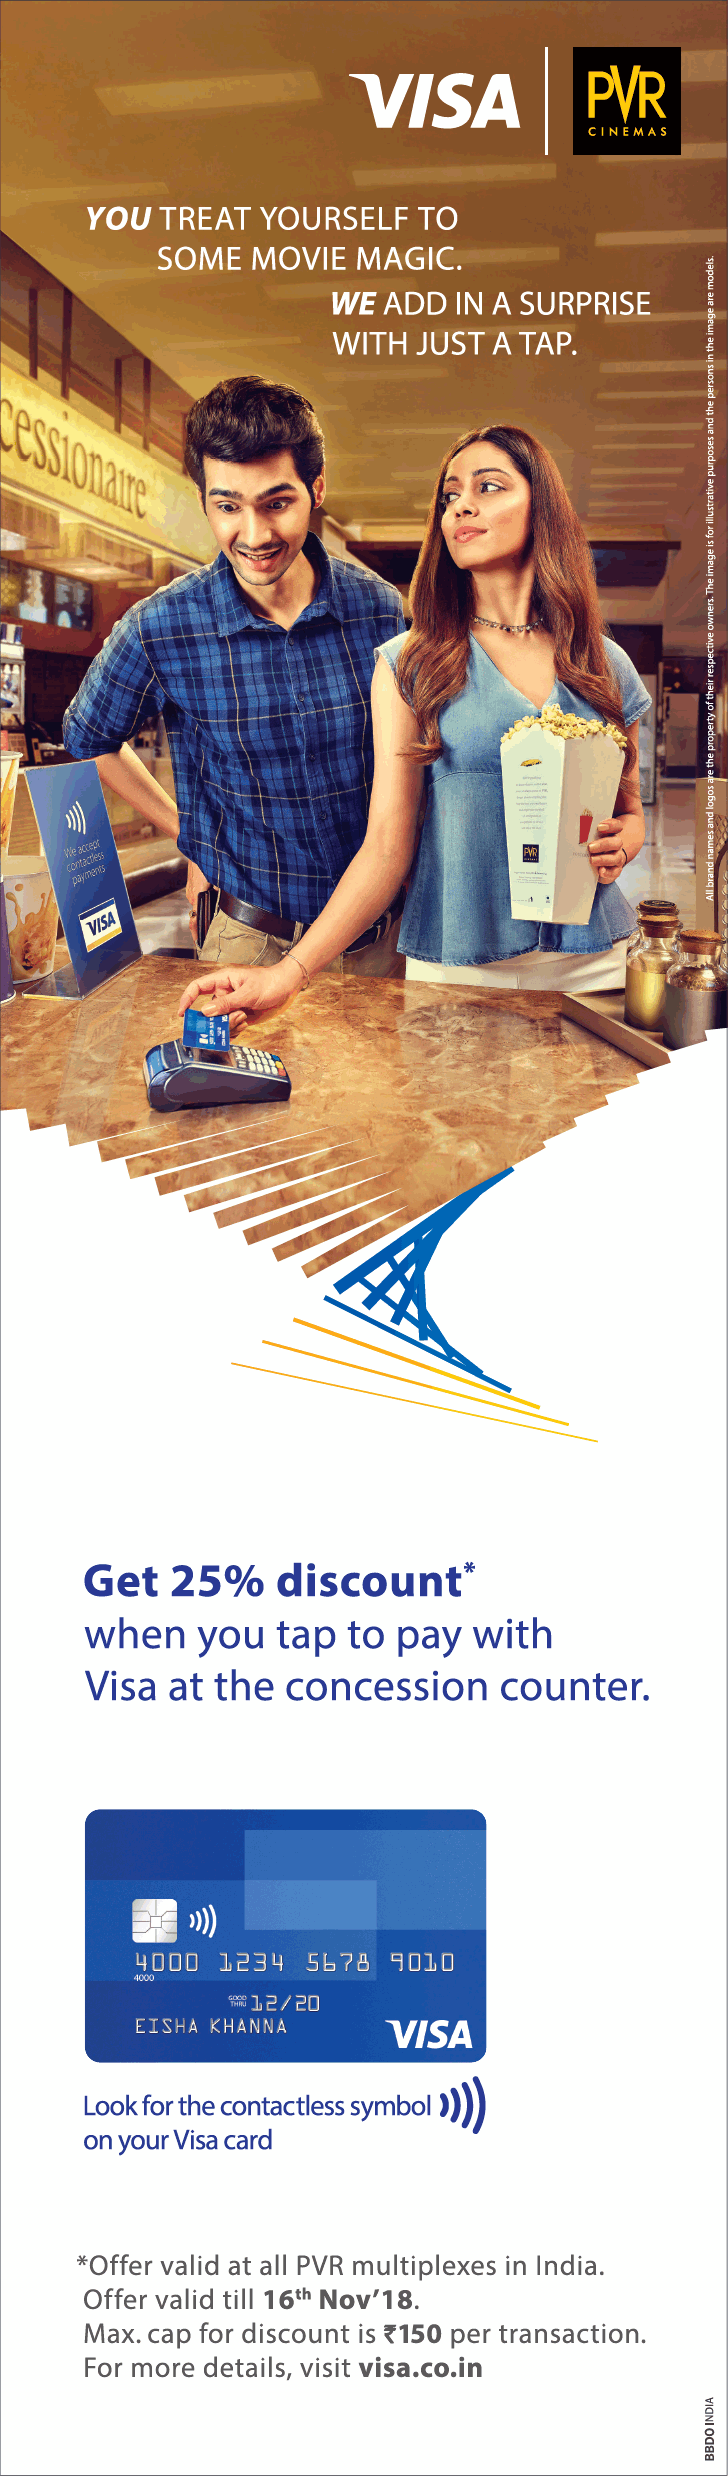 VISA
PVR
CINEMAS
YOU TREAT YOURSELF TO
SOME MOVIE MAGIC.
WE ADD IN A SURPRISE
WITH JUST A TAP.
cessionaire
We accept
contactless
payments
VISA
PVR
All brand names and logos are the property of their respective owners. The image is for illustrative purposes and the persons in the image are models.
Get 25% discount*
when you tap to pay with
Visa at the concession counter.
4000 1234 5678 9010
4000
GOOD
THRU 12/20
EISHA KHANNA
VISA
Look for the contactless symbol
on your Visa card
*Offer valid at all PVR multiplexes in India.
Offer valid till 16th Nov'18.
Max. cap for discount is ₹150 per transaction.
For more details, visit visa.co.in
BBDO INDIA